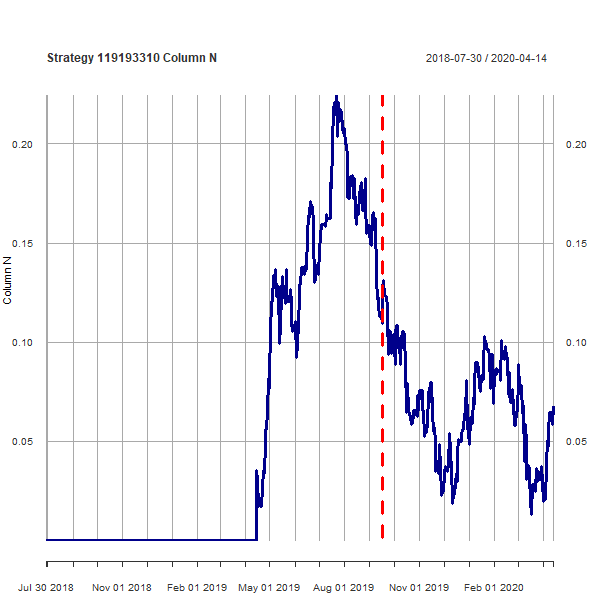 Strategy 119193310 Column N
2018-07-30 / 2020-04-14
0.20
0.20
0.15
0.15
Column N
0.10
0.10
0.05
0.05
Jul 30 2018
Nov 01 2018
Feb 01 2019
May 01 2019
Aug 01 2019
Nov 01 2019
Feb 01 2020